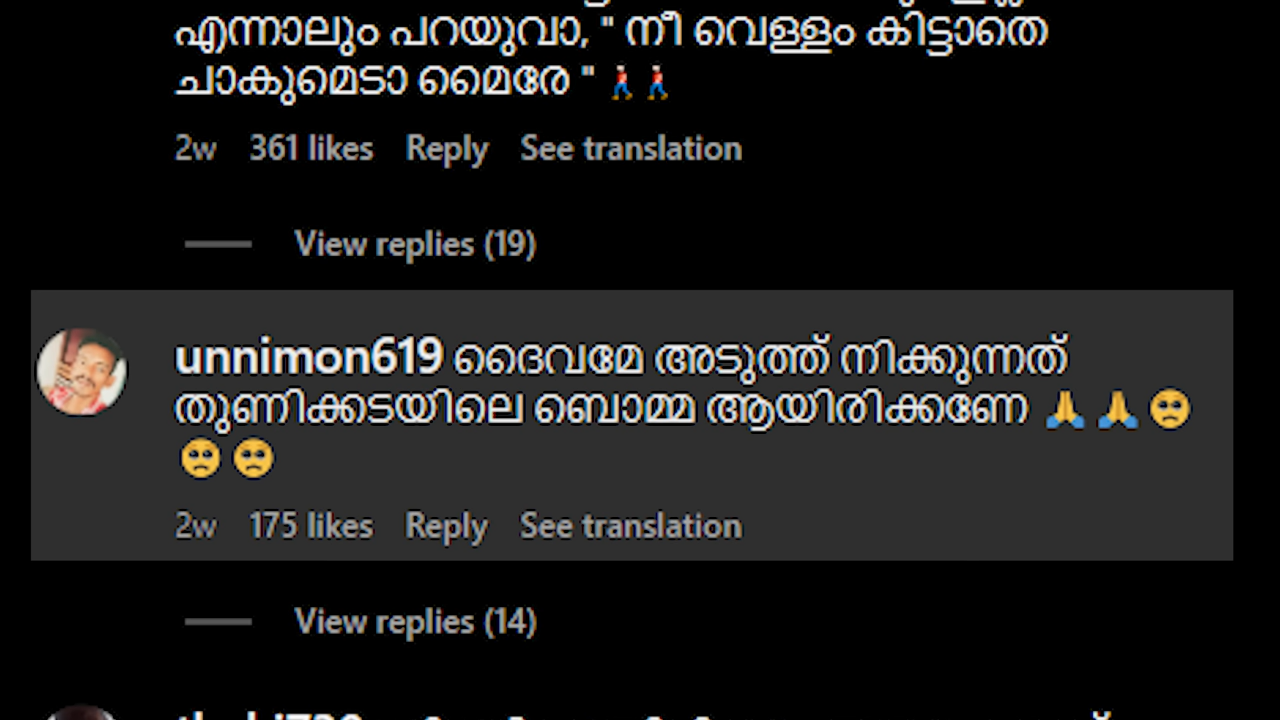 എന്നാലും പറയുവാ, " നീ വെള്ളം കിട്ടാതെ
ചാകുമെടാ മൈരേ "🚶🚶
2w 361 likes Reply See translation
View replies (19)
unnimon619 ദൈവമേ അടുത്ത് നിക്കുന്നത്
തുണിക്കടയിലെ ബൊമ്മ ആയിരിക്കണേ 🙏🙏🥺
🥺🥺
2w 175 likes Reply See translation
View replies (14)